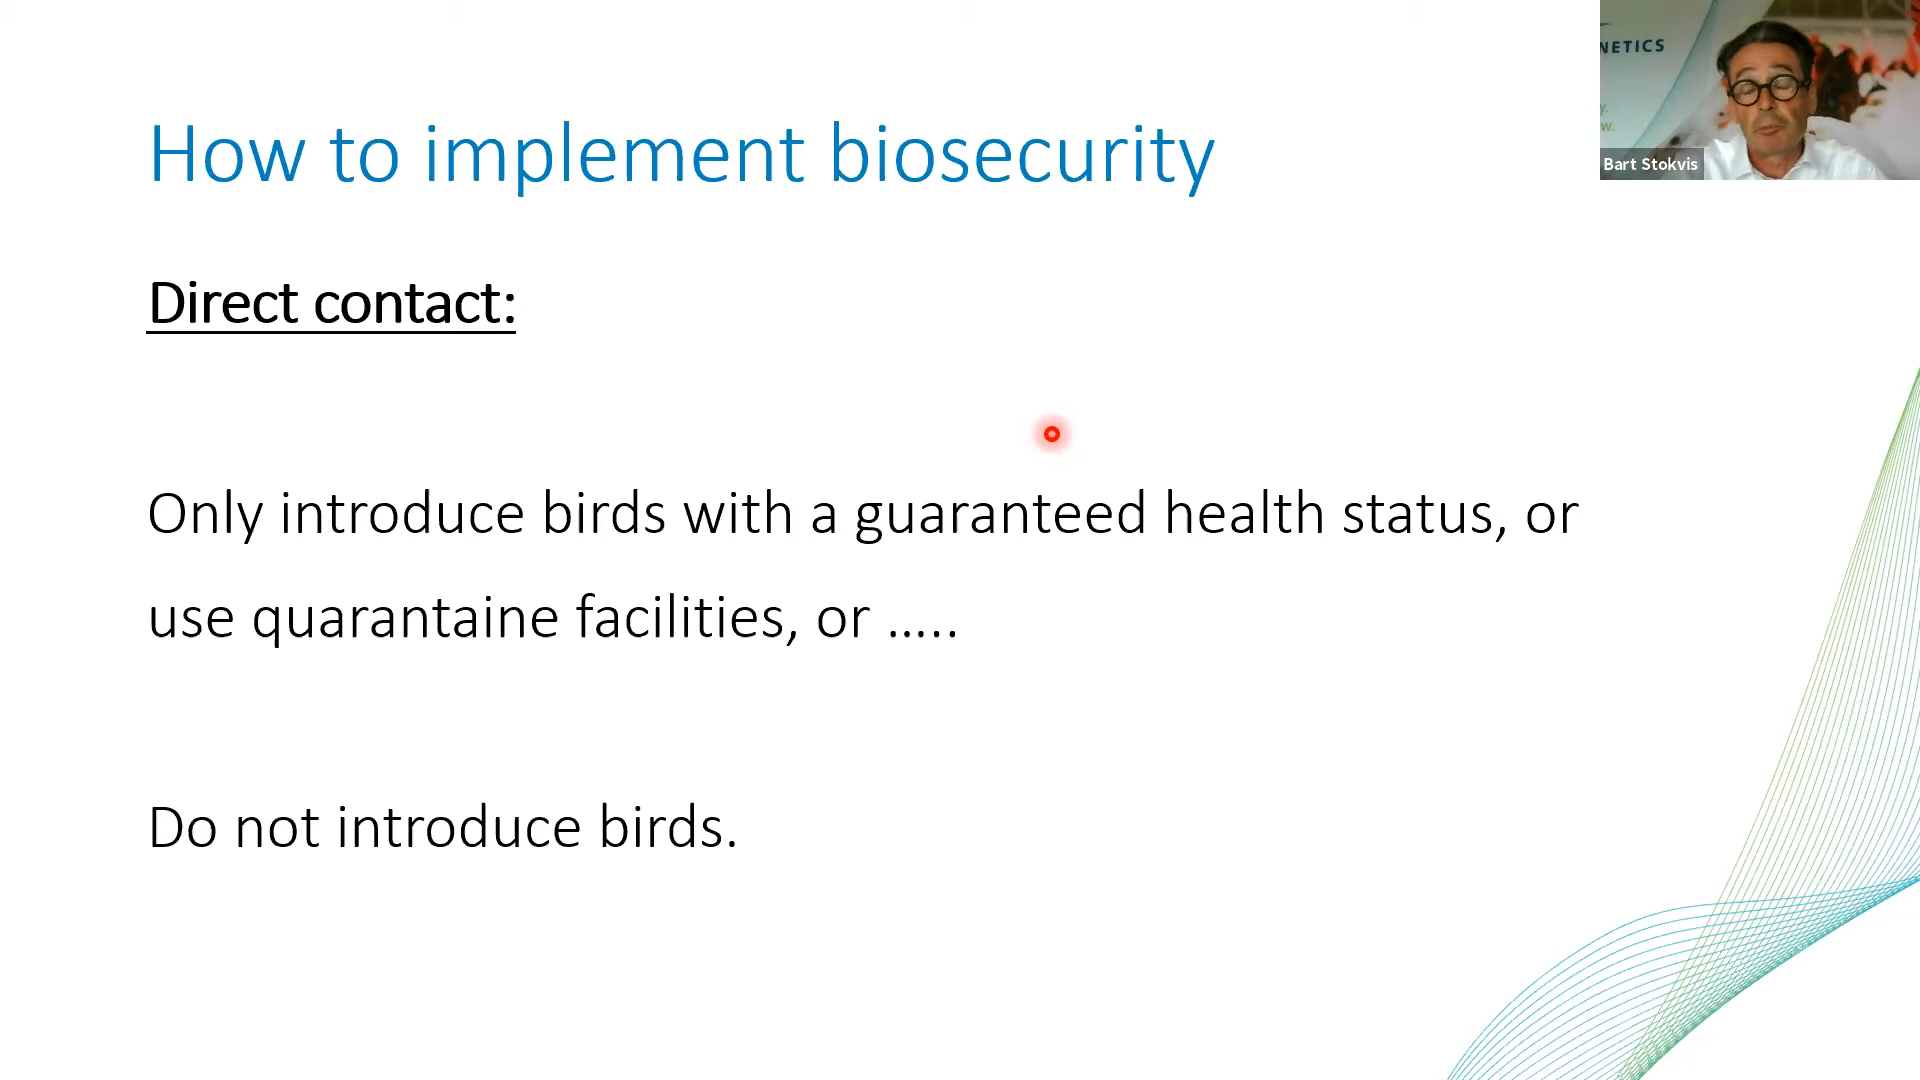 How to implement biosecurity
NETICS
y.
w.
Bart Stokvis
Direct contact:
Only introduce birds with a guaranteed health status, or
use quarantaine facilities, or …..
Do not introduce birds.